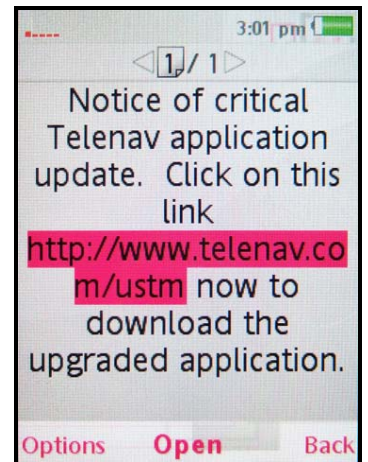 3:01 pm
1 / 1
Notice of critical
Telenav application
update.  Click on this
link
http://www.telenav.co
m/ustm now to
download the
upgraded application.
Options Open Back